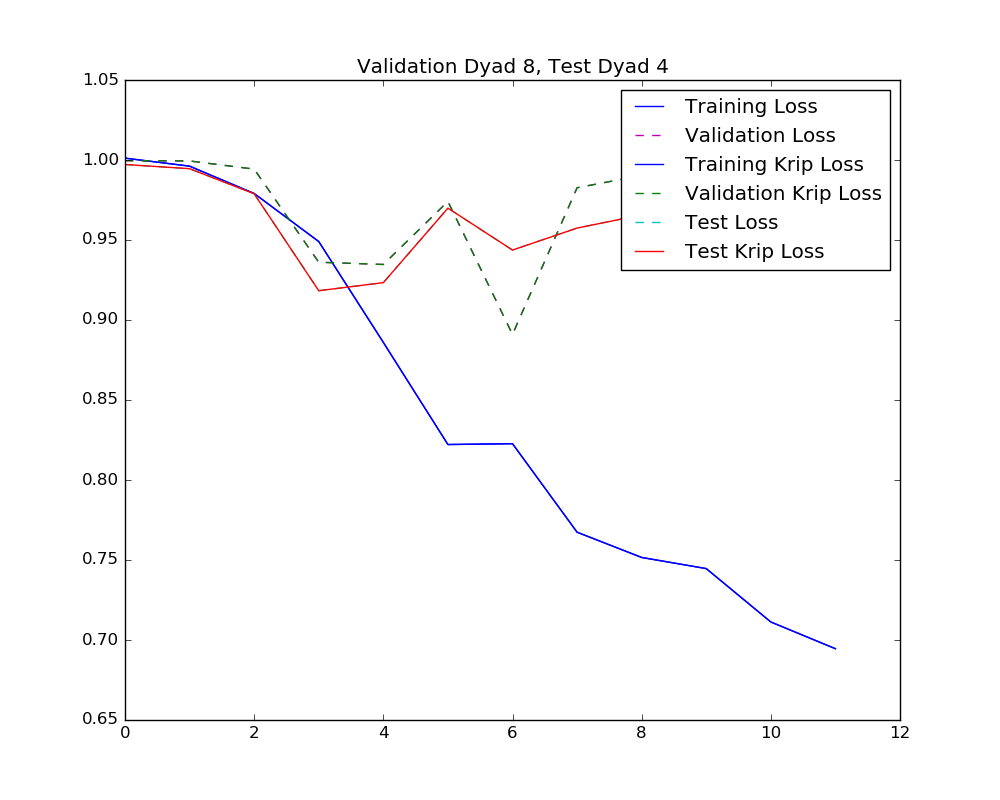 Validation Dyad 8, Test Dyad 4
1.05
1.00
0.95
0.90
0.85
0.80
0.75
0.70
0.65
0 2 4 6 8 10 12
Training Loss
Validation Loss
Training Krip Loss
Validation Krip Loss
Test Loss
Test Krip Loss